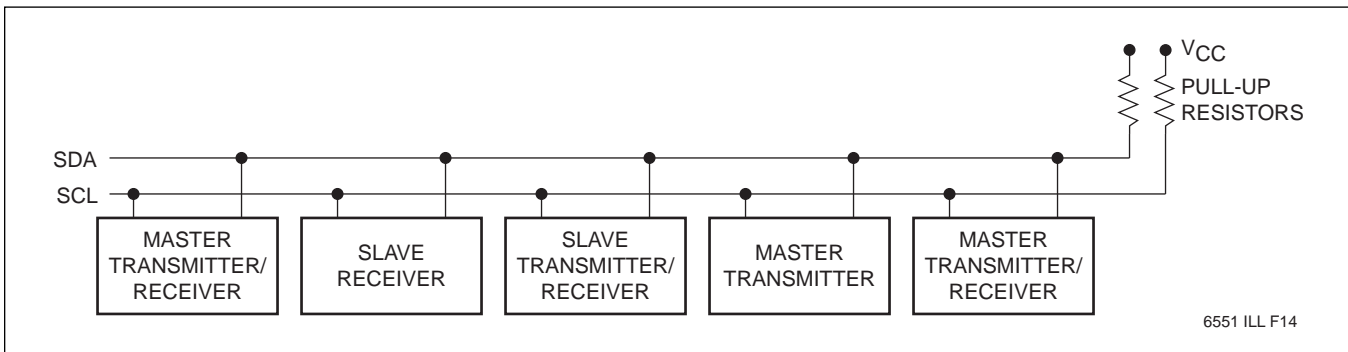 VCC
PULL-UP
RESISTORS
SDA
SCL
MASTER
TRANSMITTER/
RECEIVER
SLAVE
RECEIVER
SLAVE
TRANSMITTER/
RECEIVER
MASTER
TRANSMITTER
MASTER
TRANSMITTER/
RECEIVER
6551 ILL F14